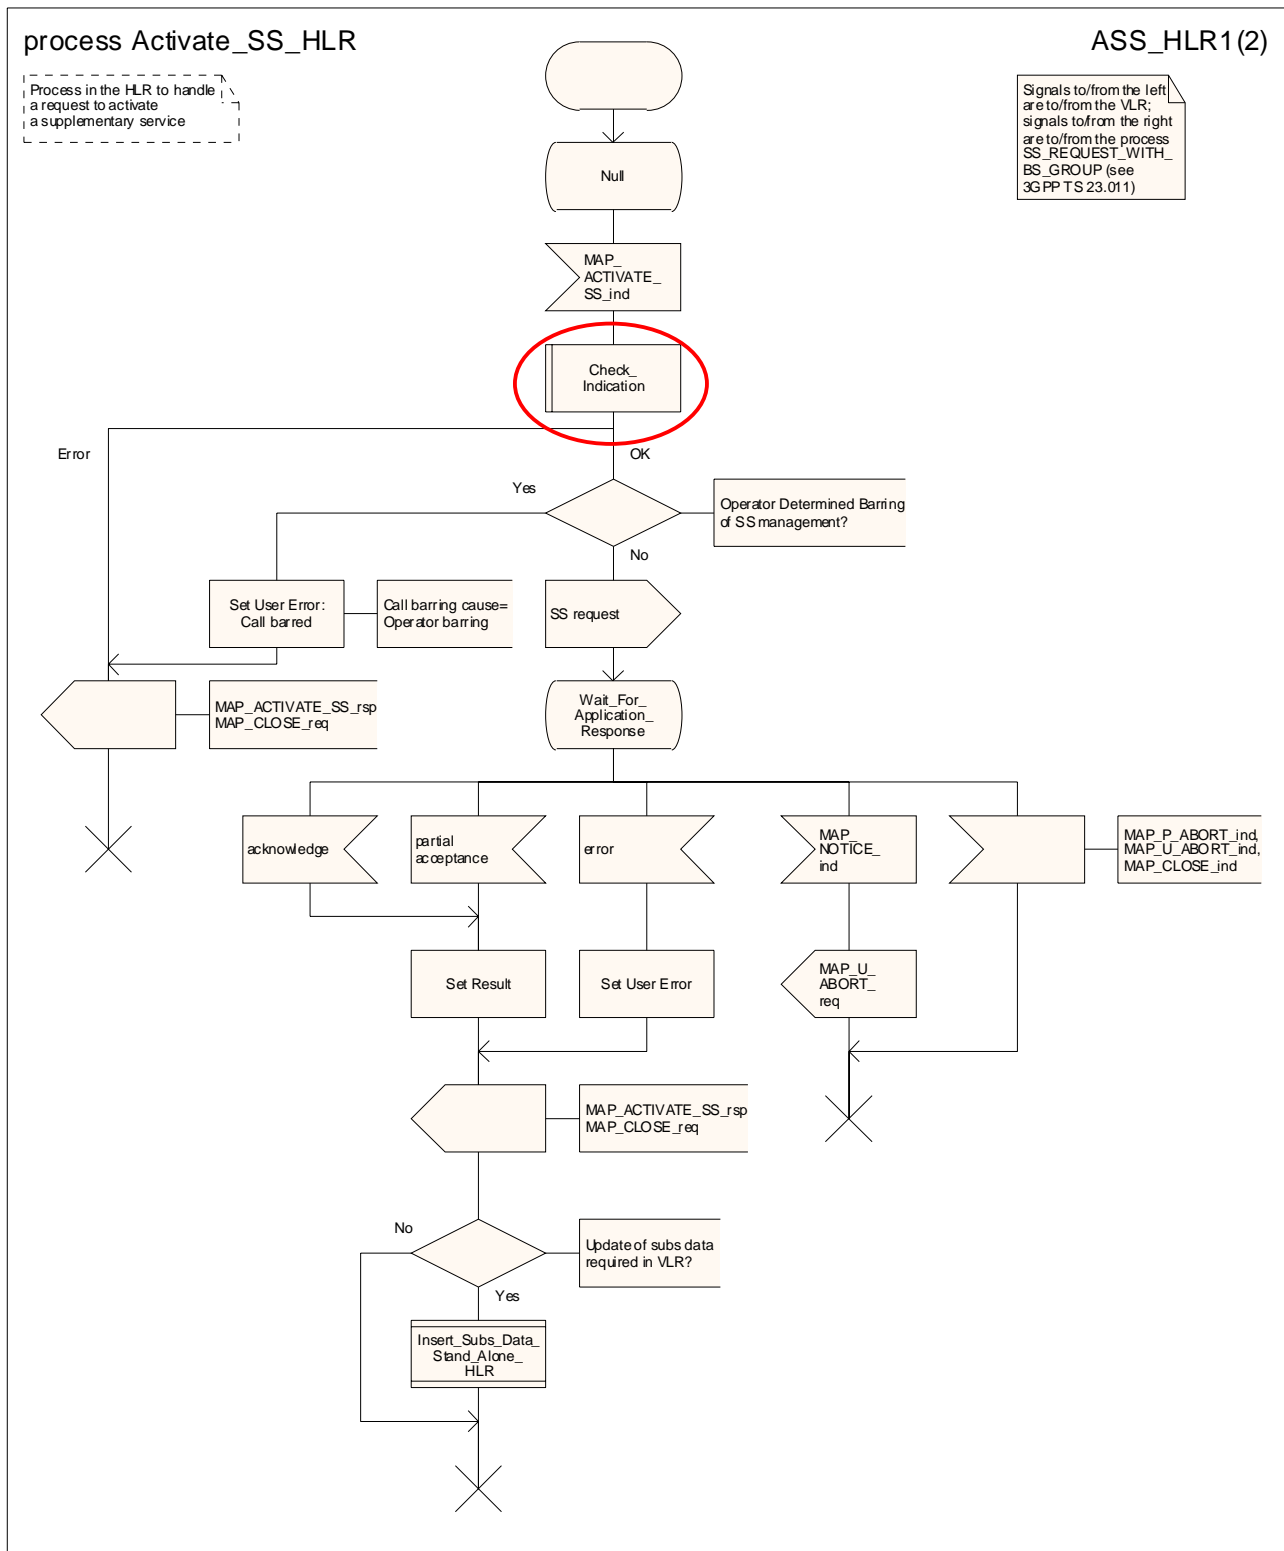 process Activate_SS_HLR
ASS_HLR1(2)
Process in the HLR to handle
a request to activate
a supplementary service
Signals to/from the left
are to/from the VLR;
signals to/from the right
are to/from the process
SS_REQUEST_WITH_
BS_GROUP (see
3GPP TS 23.011)
Null
MAP_
ACTIVATE_
SS_ind
Check_
Indication
Error
OK
Yes
Operator Determined Barring
of SS management?
No
Set User Error:
Call barred
Call barring cause=
Operator barring
SS request
MAP_ACTIVATE_SS_rsp
MAP_CLOSE_req
Wait_For_
Application_
Response
acknowledge
partial
acceptance
error
MAP_
NOTICE_
ind
MAP_P_ABORT_ind,
MAP_U_ABORT_ind,
MAP_CLOSE_ind
Set Result
Set User Error
MAP_U_
ABORT_
req
MAP_ACTIVATE_SS_rsp
MAP_CLOSE_req
No
Update of subs data
required in VLR?
Yes
Insert_Subs_Data_
Stand_Alone_
HLR